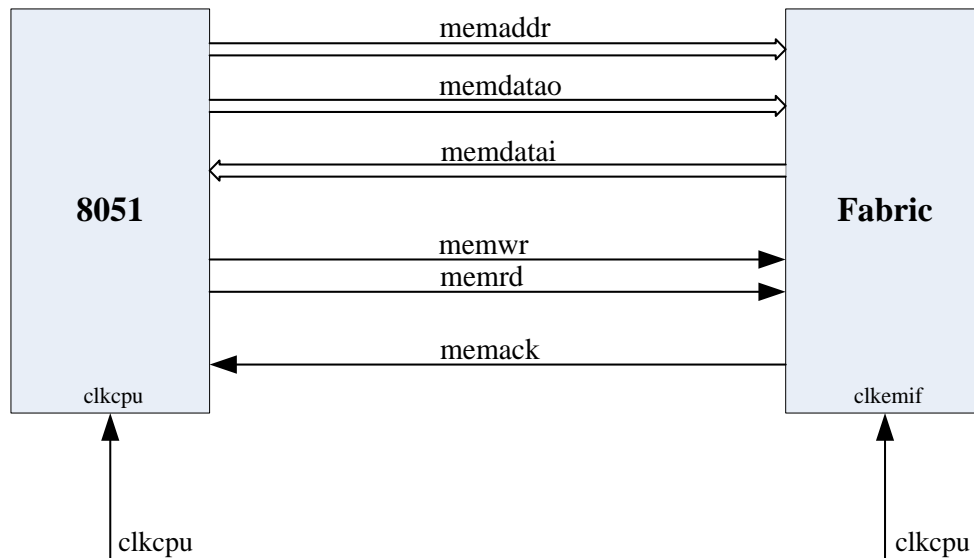 memaddr
memdatao
memdatai
8051
Fabric
memwr
memrd
memack
clkcpu
clkemif
clkcpu
clkcpu